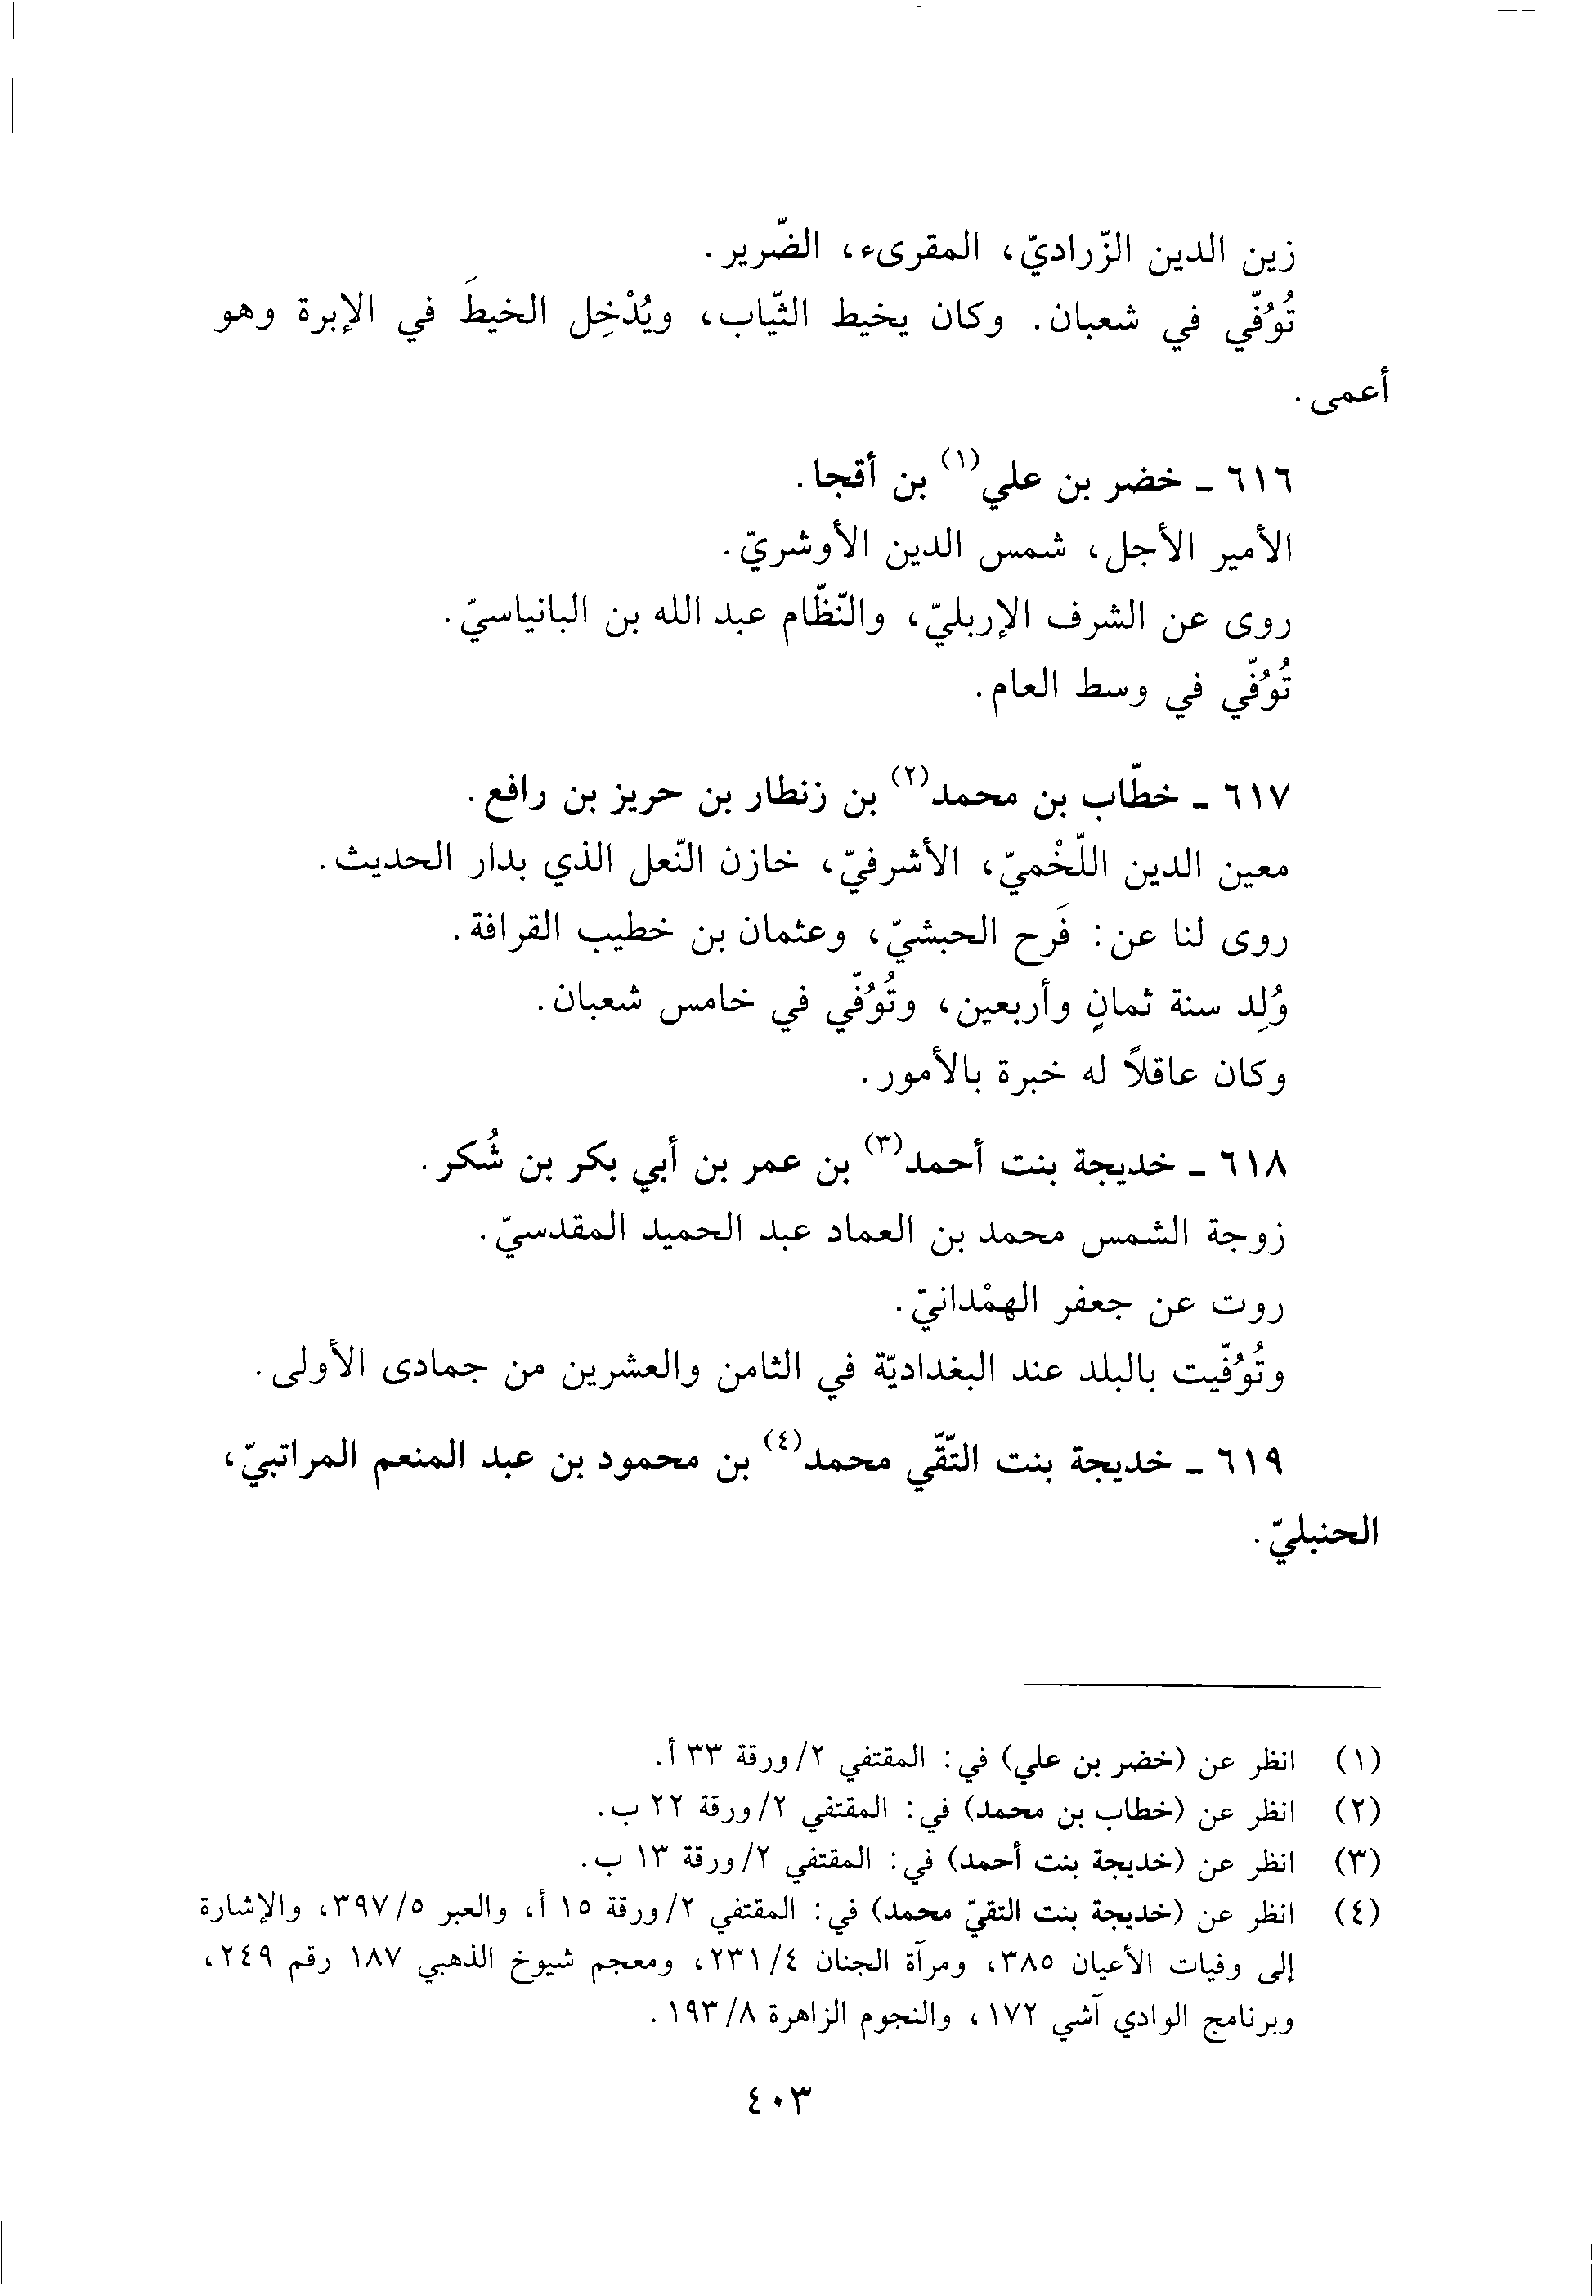 زين الدين الزّراديّ، المقرىء، الضّرير.
تُوُفّي في شعبان. وكان يخيط الثّياب، ويُدْخِل الخيطَ في الإبرة وهو
أعمى.
٦١٦ ـ خضر بن علي(١) بن أقجا.
الأمير الأجل، شمس الدين الأوشريّ.
روى عن الشرف الإربليّ، والنّظّام عبد الله بن البانياسيّ.
تُوُفّي في وسط العام.
٦١٧ ـ خطّاب بن محمد(٢) بن زنطار بن حريز بن رافع.
معين الدين اللّخْميّ، الأشرفيّ، خازن النّعل الذي بدار الحديث.
روى لنا عن: فَرح الحبشيّ، وعثمان بن خطيب القرافة.
وُلِد سنة ثمانٍ وأربعين، وتُوُفّي في خامس شعبان.
وكان عاقلاً له خبرة بالأمور.
٦١٨ ـ خديجة بنت أحمد(٣) بن عمر بن أبي بكر بن شُكر.
زوجة الشمس محمد بن العماد عبد الحميد المقدسيّ.
روت عن جعفر الهمْدانيّ.
وتُوُفّيت بالبلد عند البغداديّة في الثامن والعشرين من جمادى الأولى.
٦١٩ ـ خديجة بنت التّقّي محمد(٤) بن محمود بن عبد المنعم المراتبيّ،
الحنبليّ.
(١) انظر عن (خضر بن علي) في: المقتفي ٢/ورقة ٣٣ أ.
(٢) انظر عن (خطاب بن محمد) في: المقتفي ٢/ورقة ٢٢ ب.
(٣) انظر عن (خديجة بنت أحمد) في: المقتفي ٢/ورقة ١٣ ب.
(٤) انظر عن (خديجة بنت التقيّ محمد) في: المقتفي ٢/ورقة ١٥ أ، والعبر ٥/٣٩٧، والإشارة
إلى وفيات الأعيان ٣٨٥، ومرآة الجنان ٤/٢٣١، ومعجم شيوخ الذهبي ١٨٧ رقم ٢٤٩،
وبرنامج الوادي آشي ١٧٢، والنجوم الزاهرة ٨/١٩٣.
٤٠٣